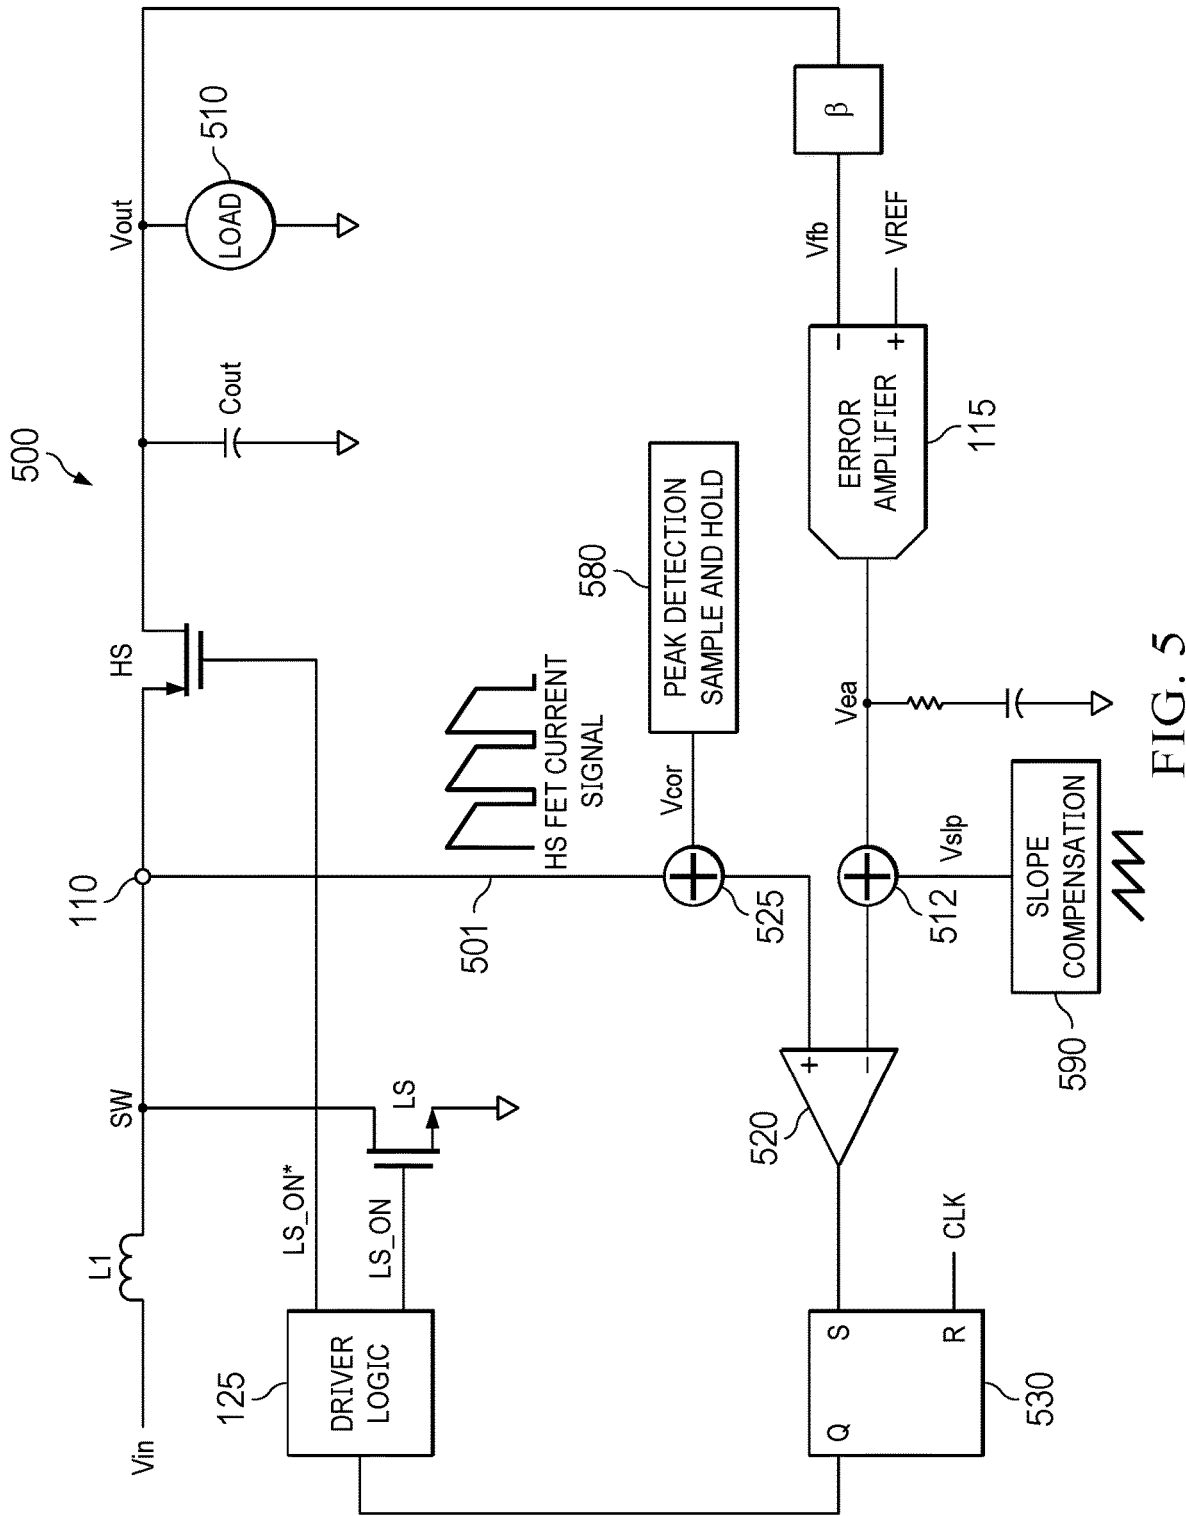 500
Vin
L1
SW
110
HS
Vout
Cout
LOAD
510
125
DRIVER
LOGIC
LS_ON*
LS_ON
LS
501
HS FET CURRENT
SIGNAL
580
PEAK DETECTION
SAMPLE AND HOLD
Vcor
525
520
+
−
Vea
512
Vslp
SLOPE
COMPENSATION
590
ERROR
AMPLIFIER
−
+
115
Vfb
VREF
β
Q
S
R
CLK
530
FIG. 5